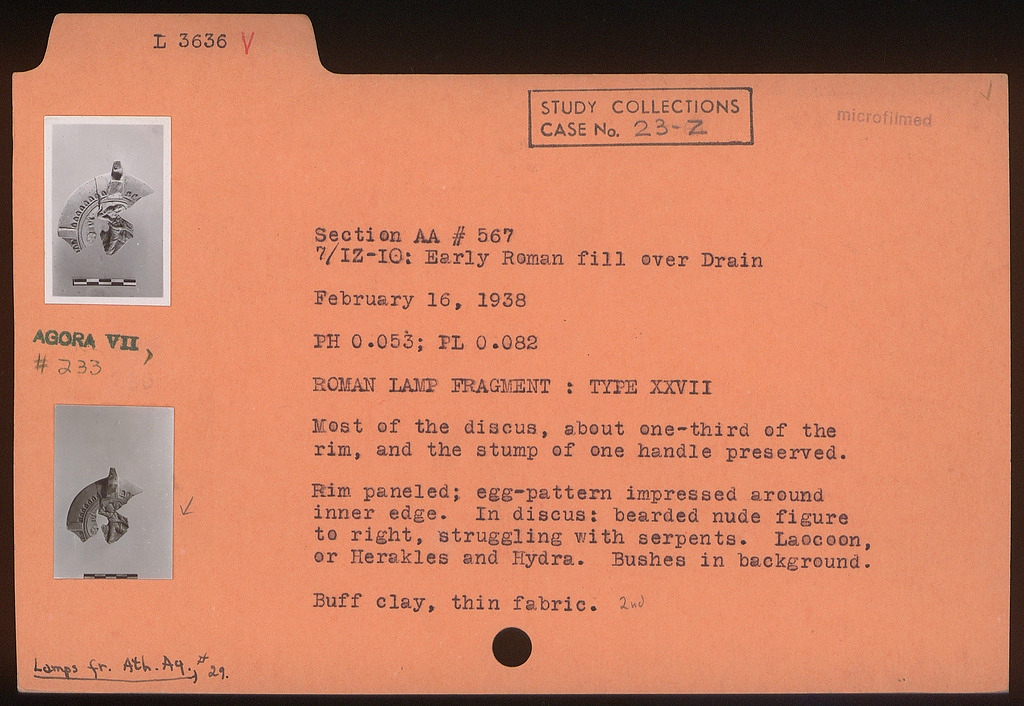 L 3636 V
STUDY COLLECTIONS
CASE No. 23-Z
microfilmed
Section AA # 567
7/IZ-IO: Early Roman fill over Drain
February 16, 1938
PH 0.053; PL 0.082
AGORA VII,
# 233
ROMAN LAMP FRAGMENT : TYPE XXVII
Most of the discus, about one-third of the
rim, and the stump of one handle preserved.
Rim paneled; egg-pattern impressed around
inner edge. In discus: bearded nude figure
to right, struggling with serpents. Laocoon,
or Herakles and Hydra. Bushes in background.
Buff clay, thin fabric. 2nd
Lamps fr. Ath. Ag., # 29.